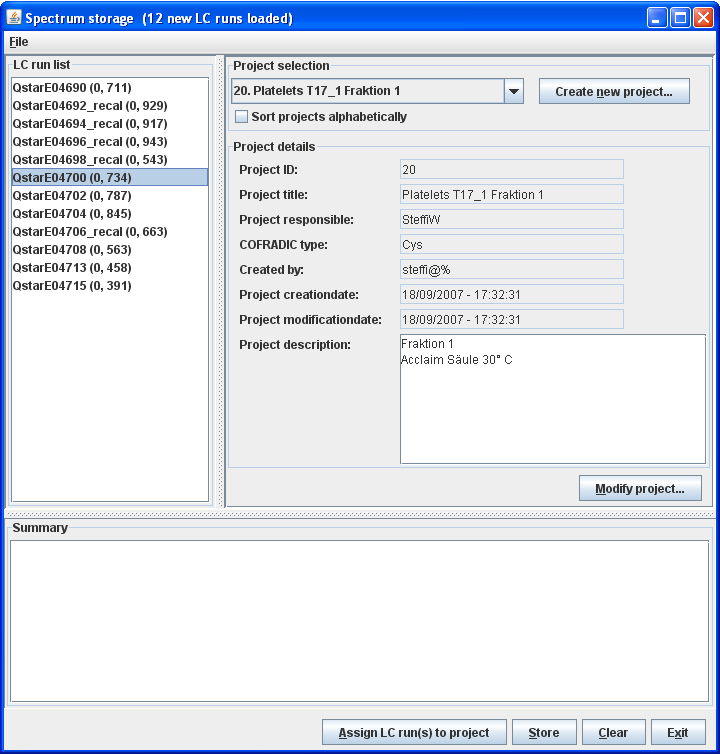 Spectrum storage  (12 new LC runs loaded)
File
LC run list
QstarE04690 (0, 711)
QstarE04692_recal (0, 929)
QstarE04694_recal (0, 917)
QstarE04696_recal (0, 943)
QstarE04698_recal (0, 543)
QstarE04700 (0, 734)
QstarE04702 (0, 787)
QstarE04704 (0, 845)
QstarE04706_recal (0, 663)
QstarE04708 (0, 563)
QstarE04713 (0, 458)
QstarE04715 (0, 391)
Project selection
20. Platelets T17_1 Fraktion 1
Create new project...
Sort projects alphabetically
Project details
Project ID: 20
Project title: Platelets T17_1 Fraktion 1
Project responsible: SteffiW
COFRADIC type: Cys
Created by: steffi@%
Project creationdate: 18/09/2007 - 17:32:31
Project modificationdate: 18/09/2007 - 17:32:31
Project description: Fraktion 1
Acclaim Säule 30° C
Modify project...
Summary
Assign LC run(s) to project Store Clear Exit